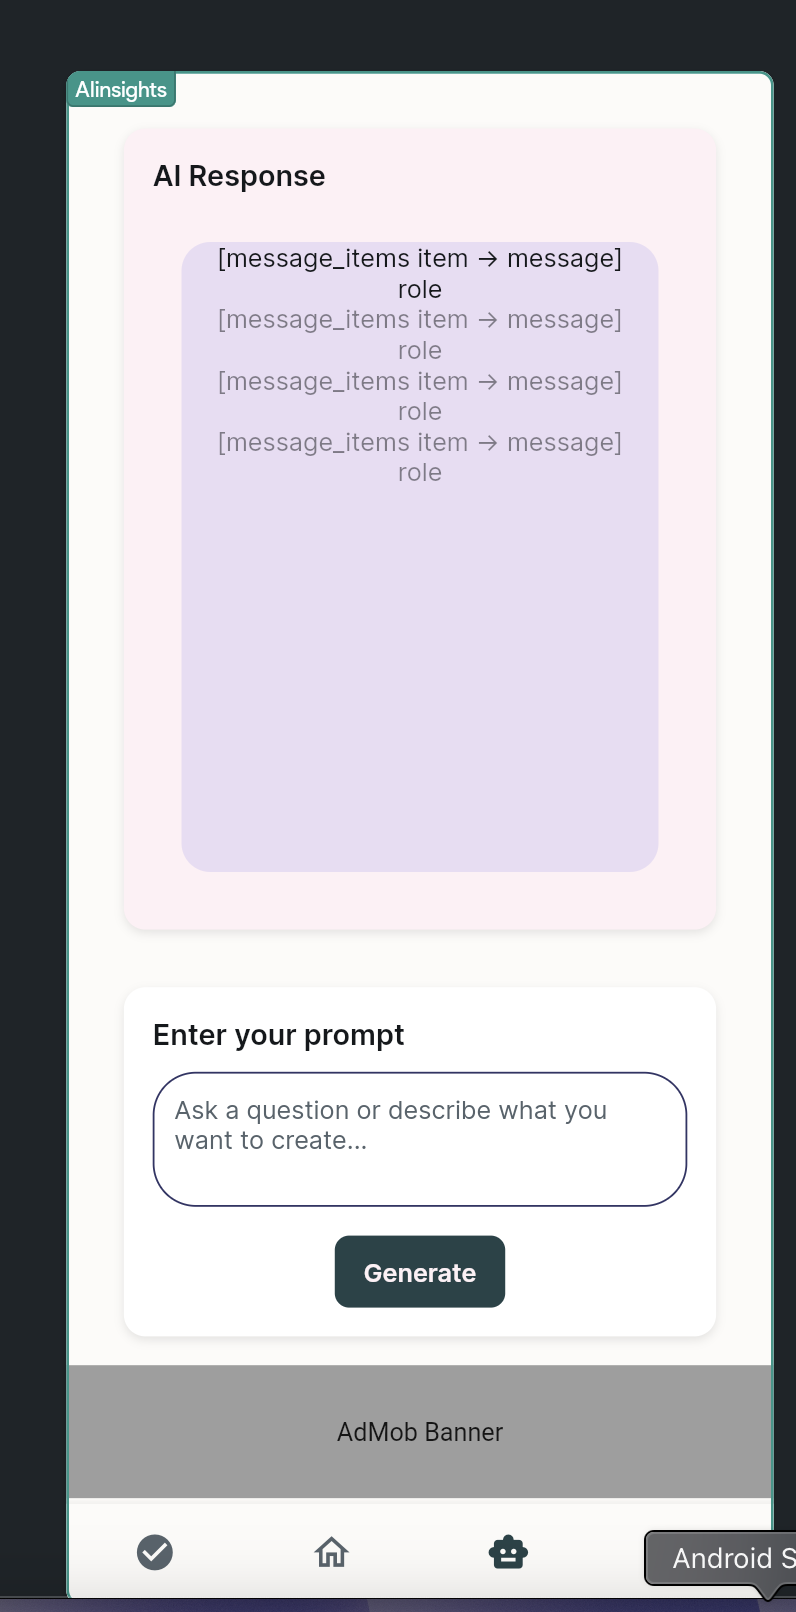 AIinsights
AI Response
[message_items item → message]
role
[message_items item → message]
role
[message_items item → message]
role
[message_items item → message]
role
Enter your prompt
Ask a question or describe what you
want to create...
Generate
AdMob Banner
Android S